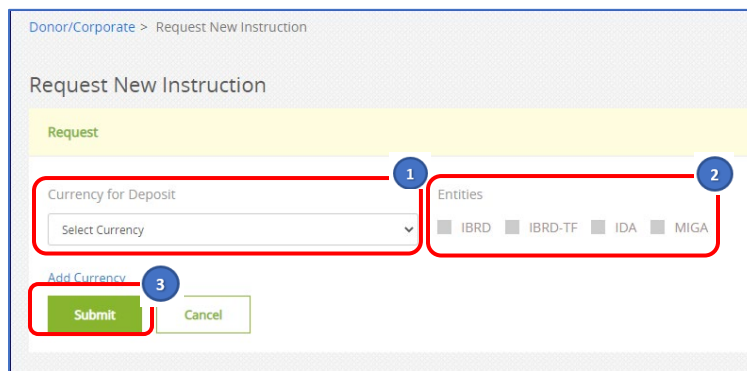 Donor/Corporate > Request New Instruction
Request New Instruction
Request
1
2
Currency for Deposit
Entities
Select Currency
IBRD IBRD-TF IDA MIGA
Add Currency
3
Submit Cancel